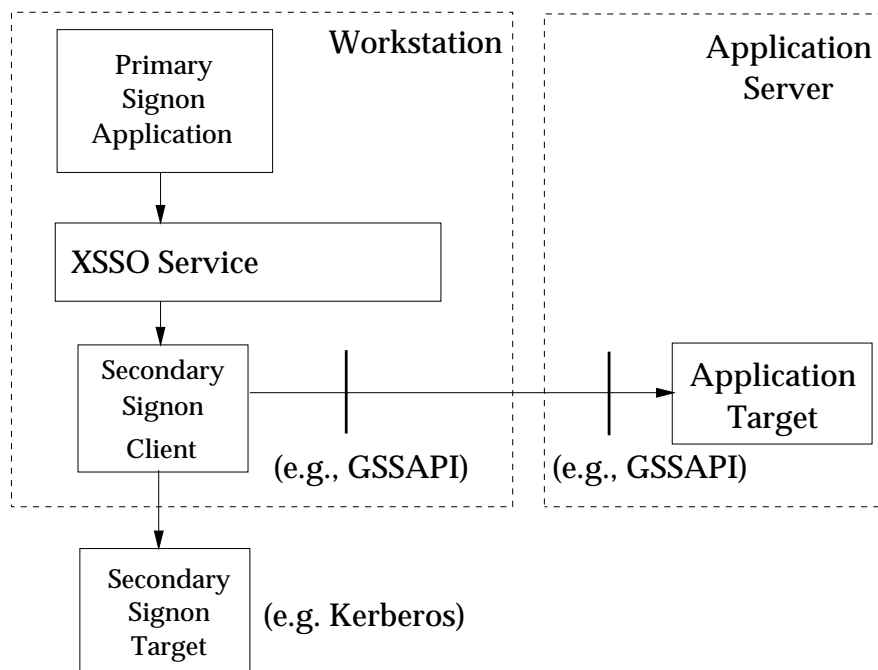 Workstation
Application
Server
Primary
Signon
Application
XSSO Service
Secondary
Signon
Client
(e.g., GSSAPI)
(e.g., GSSAPI)
Application
Target
Secondary
Signon
Target
(e.g. Kerberos)